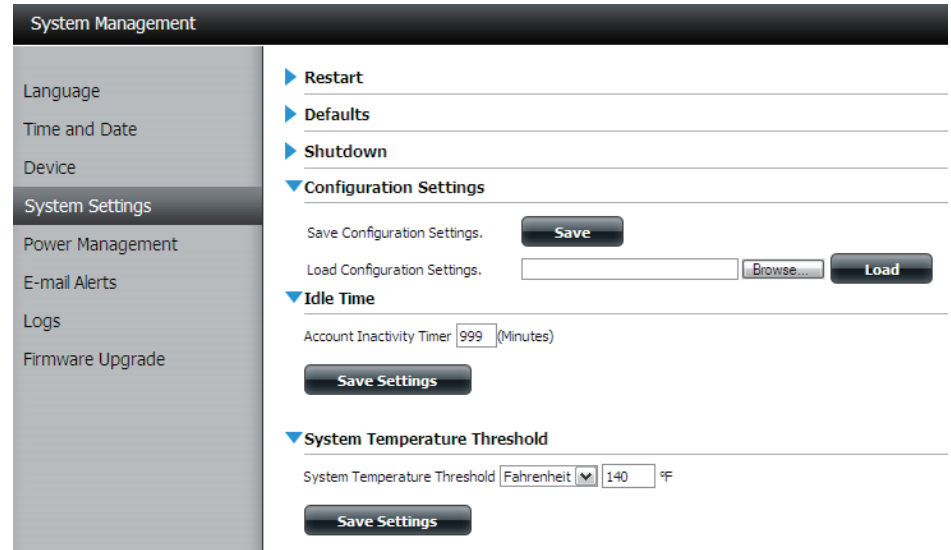 System Management
Language
Time and Date
Device
System Settings
Power Management
E-mail Alerts
Logs
Firmware Upgrade
Restart
Defaults
Shutdown
Configuration Settings
Save Configuration Settings. Save
Load Configuration Settings. Browse... Load
Idle Time
Account Inactivity Timer 999 (Minutes)
Save Settings
System Temperature Threshold
System Temperature Threshold Fahrenheit 140 °F
Save Settings